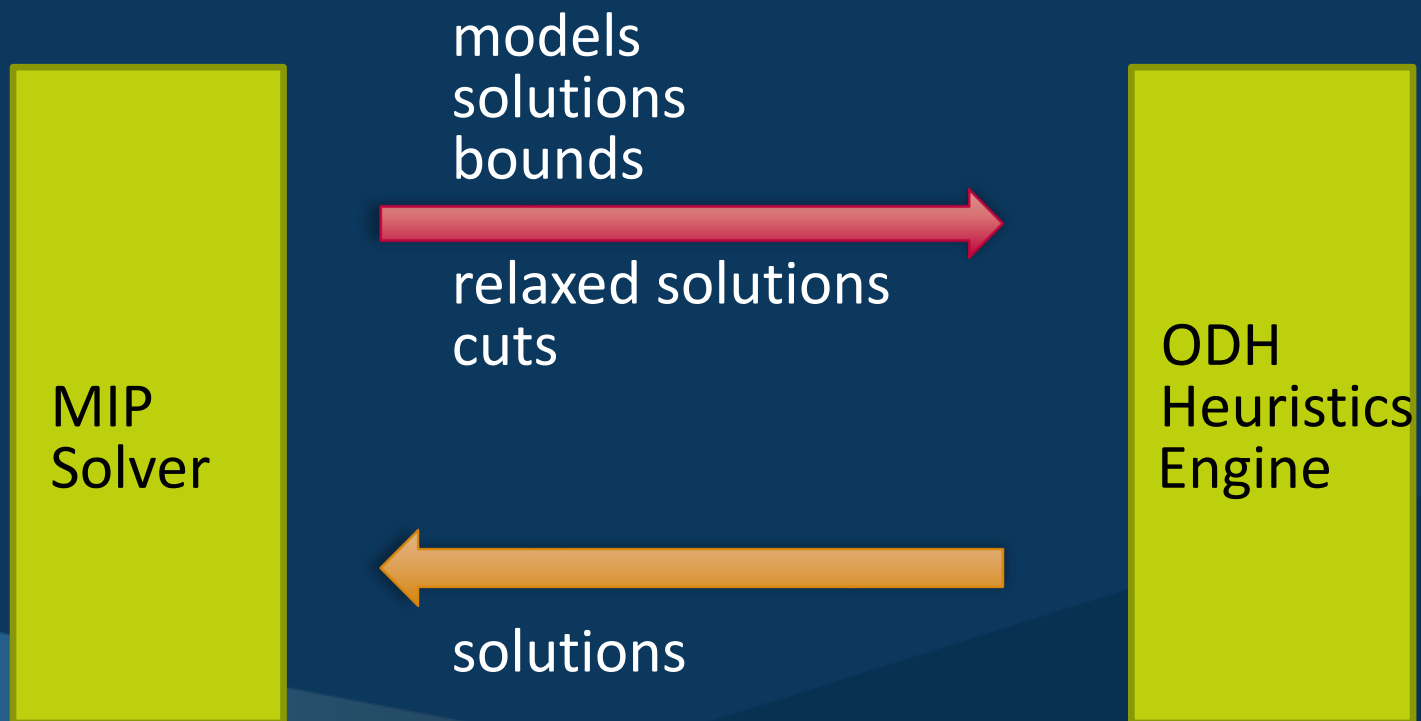 models
solutions
bounds
relaxed solutions
cuts
MIP
Solver
ODH
Heuristics
Engine
solutions